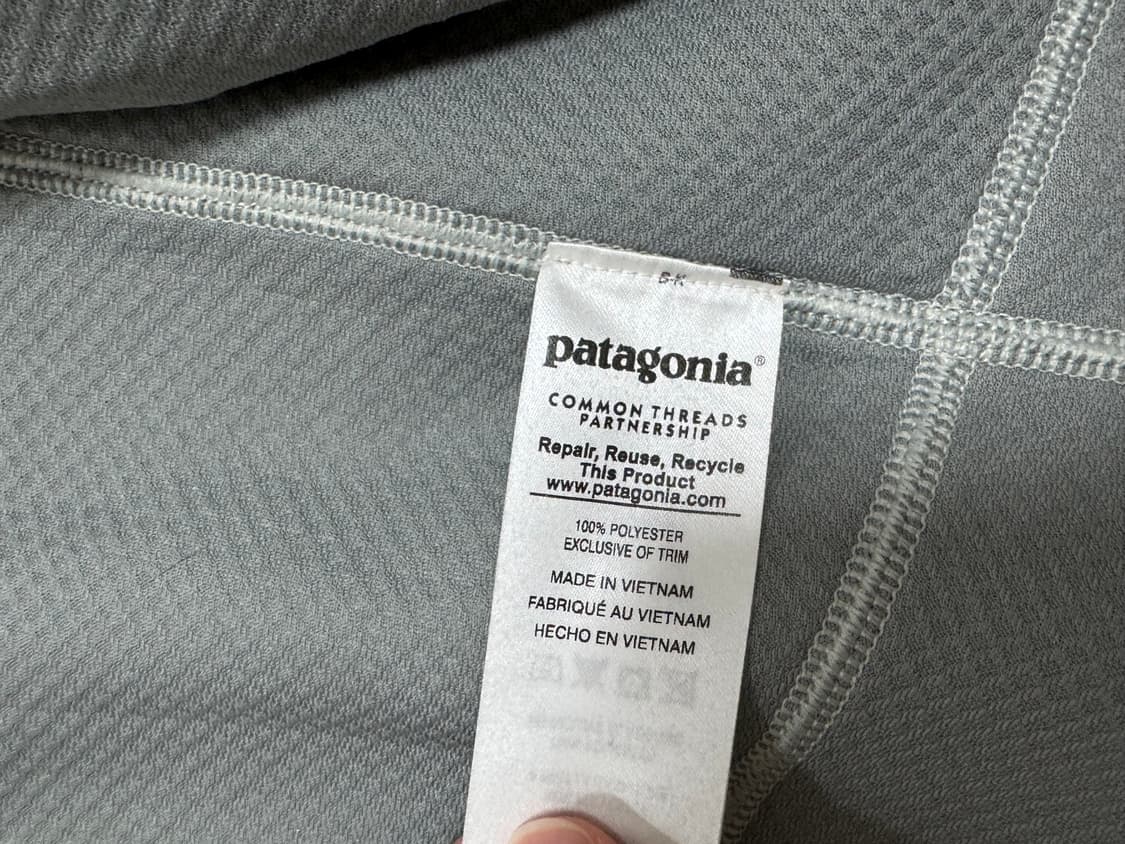 patagonia®
COMMON THREADS
PARTNERSHIP
Repair, Reuse, Recycle
This Product
www.patagonia.com
100% POLYESTER
EXCLUSIVE OF TRIM
MADE IN VIETNAM
FABRIQUÉ AU VIETNAM
HECHO EN VIETNAM